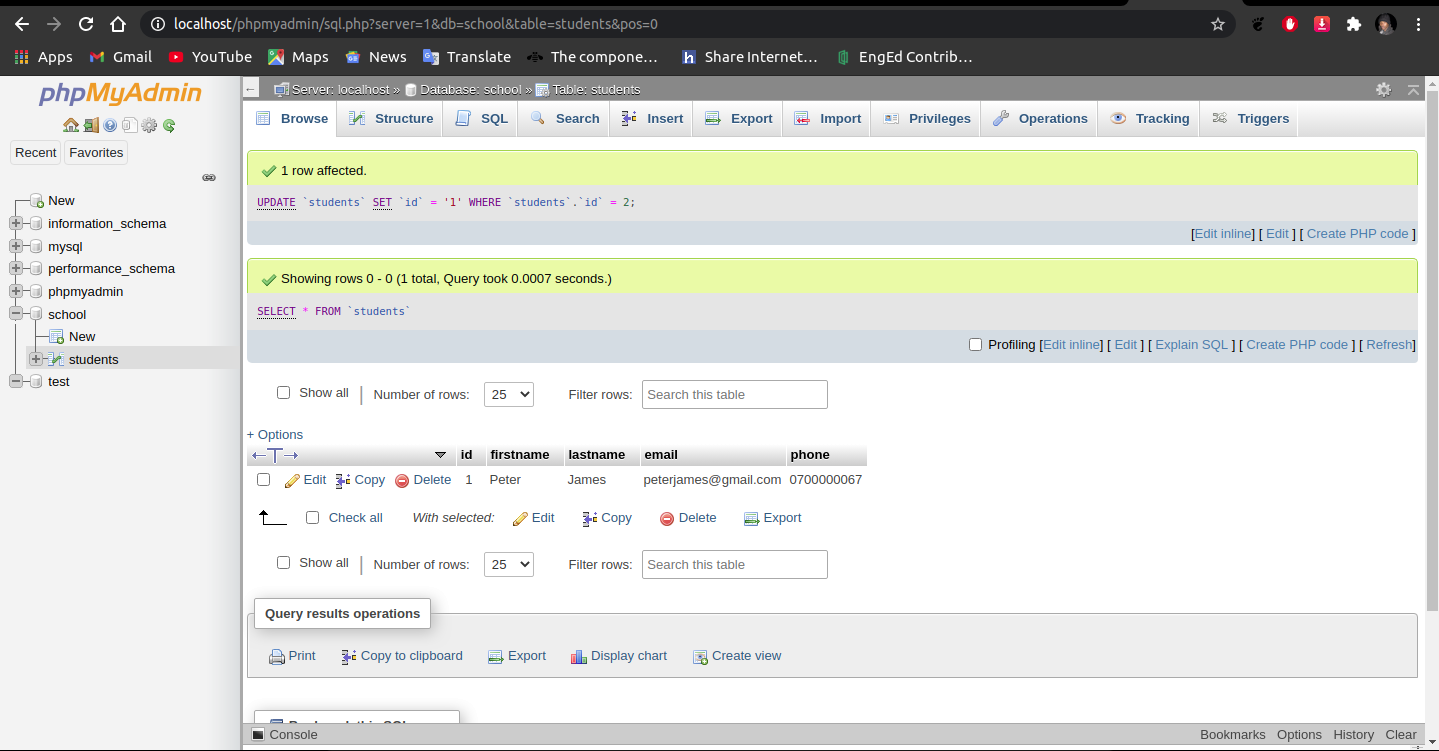 localhost/phpmyadmin/sql.php?server=1&db=school&table=students&pos=0
Apps Gmail YouTube Maps News Translate The compone… Share Internet… EngEd Contrib…
phpMyAdmin
Recent Favorites
New
information_schema
mysql
performance_schema
phpmyadmin
school
New
students
test
Server: localhost » Database: school » Table: students
Browse Structure SQL Search Insert Export Import Privileges Operations Tracking Triggers
1 row affected.
UPDATE `students` SET `id` = '1' WHERE `students`.`id` = 2;
[Edit inline] [ Edit ] [ Create PHP code ]
Showing rows 0 - 0 (1 total, Query took 0.0007 seconds.)
SELECT * FROM `students`
Profiling [Edit inline] [ Edit ] [ Explain SQL ] [ Create PHP code ] [ Refresh]
Show all | Number of rows: 25 Filter rows: Search this table
+ Options
id firstname lastname email phone
Edit Copy Delete 1 Peter James peterjames@gmail.com 0700000067
Check all With selected: Edit Copy Delete Export
Show all | Number of rows: 25 Filter rows: Search this table
Query results operations
Print Copy to clipboard Export Display chart Create view
Console Bookmarks Options History Clear